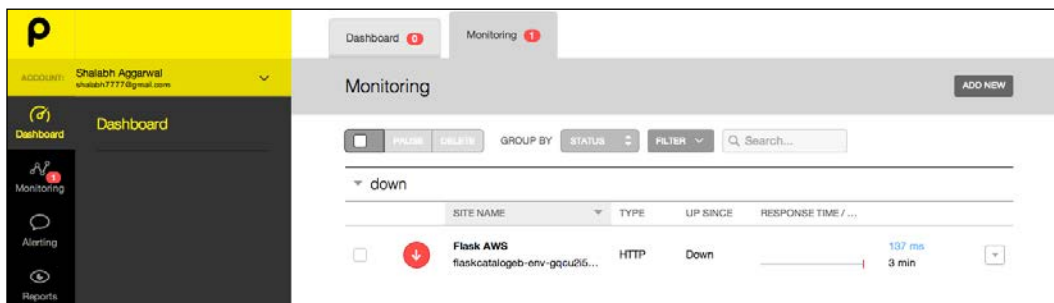 p
ACCOUNT:
Shalabh Aggarwal
shalabh7777@gmail.com
Dashboard
Monitoring
1
Alerting
Reports
Dashboard
Dashboard 0
Monitoring 1
Monitoring
ADD NEW
PAUSE DELETE GROUP BY STATUS FILTER Search...
down
SITE NAME TYPE UP SINCE RESPONSE TIME / ...
Flask AWS
flaskcatalogeb-env-gqcu2i5...
HTTP Down
137 ms
3 min